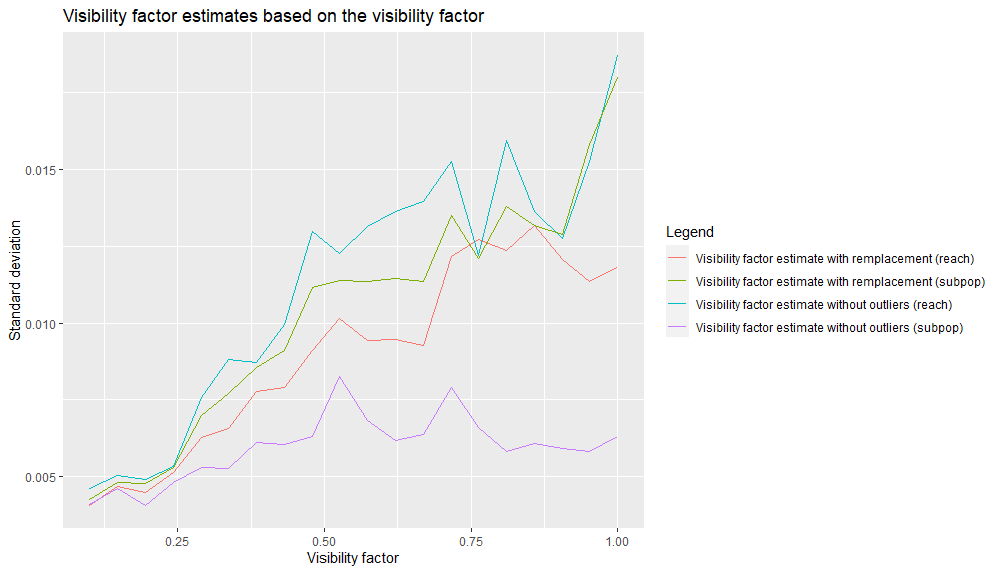 Visibility factor estimates based on the visibility factor
Standard deviation
0.015
0.010
0.005
0.25
0.50
0.75
1.00
Visibility factor
Legend
Visibility factor estimate with remplacement (reach)
Visibility factor estimate with remplacement (subpop)
Visibility factor estimate without outliers (reach)
Visibility factor estimate without outliers (subpop)